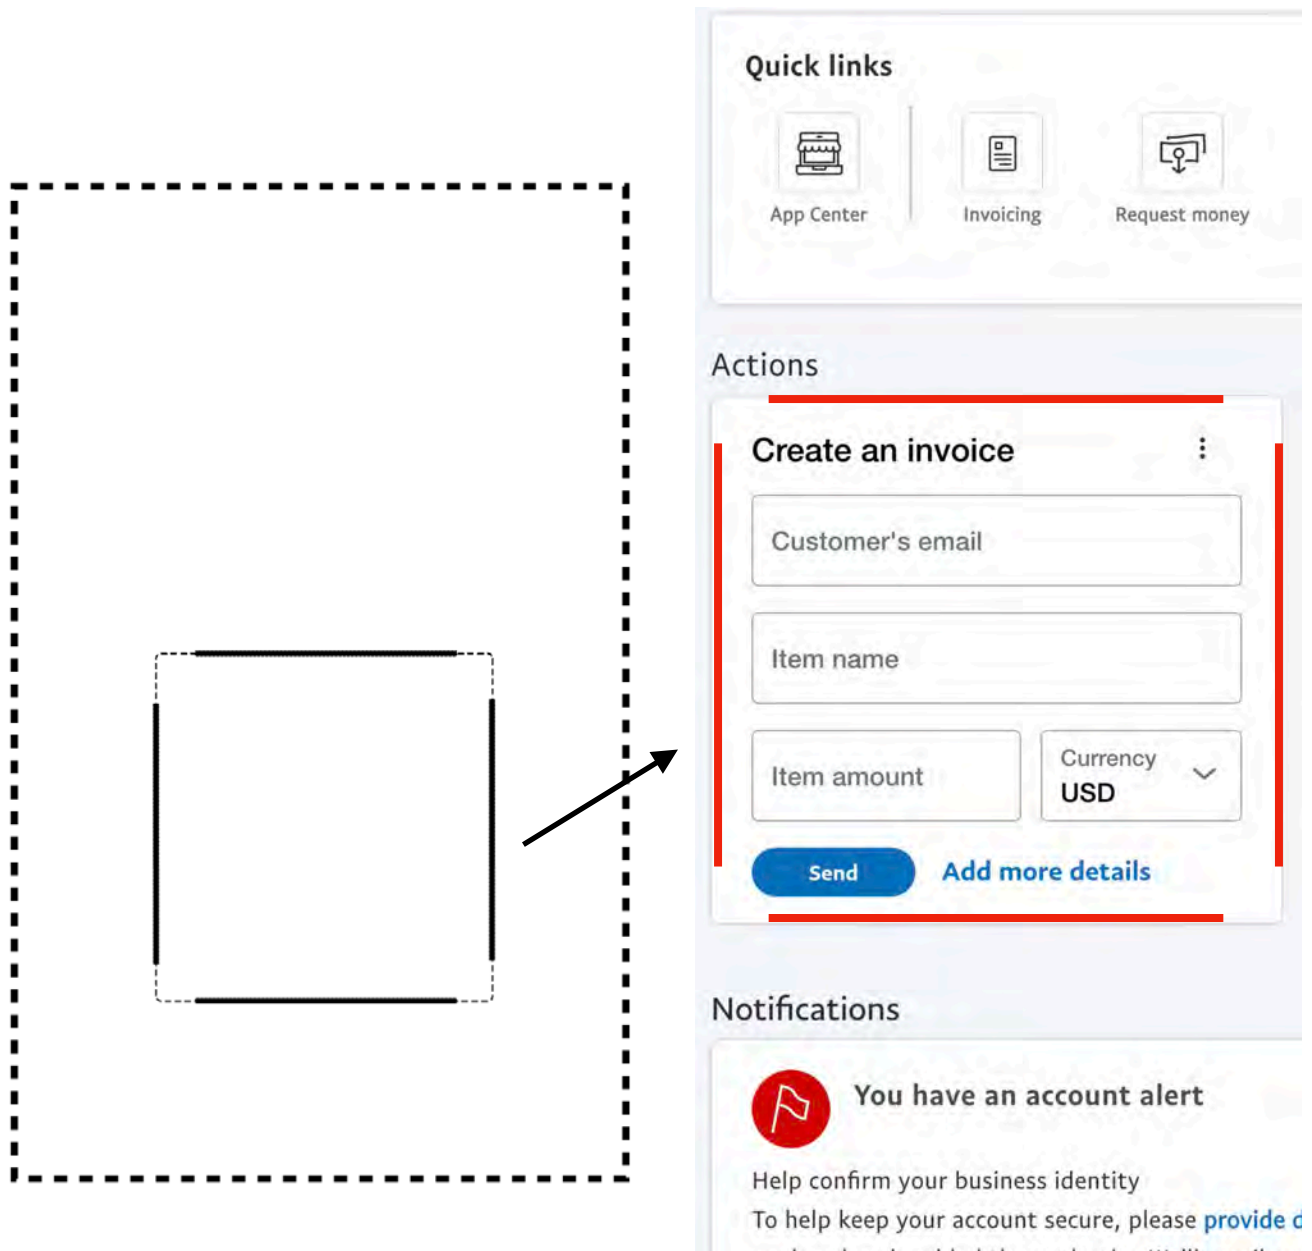 Quick links
App Center
Invoicing
Request money
Actions
Create an invoice
Customer's email
Item name
Item amount
Currency
USD
Send
Add more details
Notifications
You have an account alert
Help confirm your business identity
To help keep your account secure, please provide d